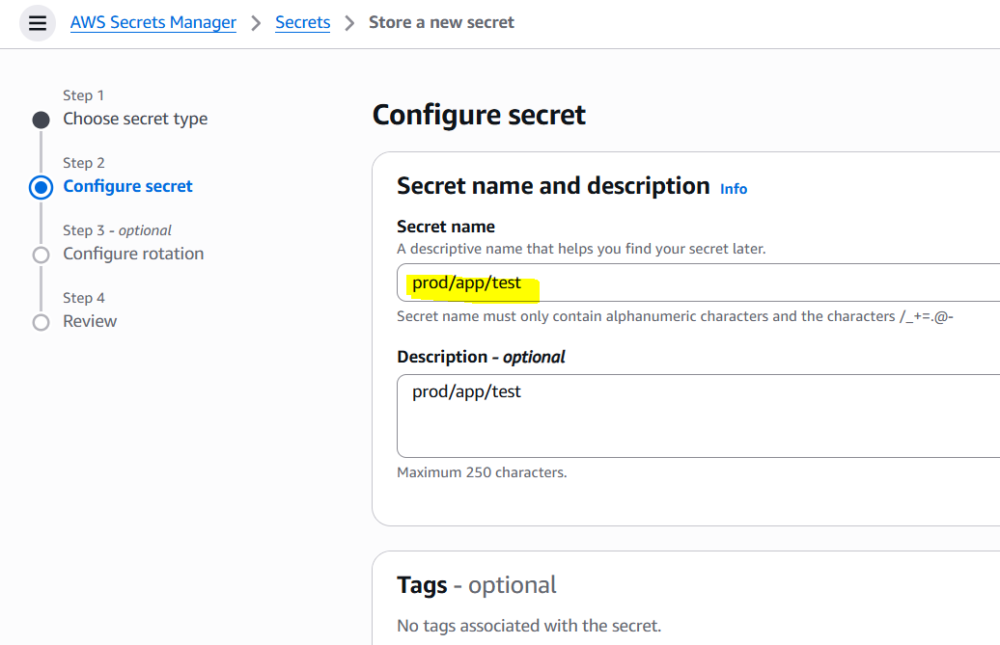 AWS Secrets Manager > Secrets > Store a new secret
Step 1
Choose secret type
Step 2
Configure secret
Step 3 - optional
Configure rotation
Step 4
Review
Configure secret
Secret name and description Info
Secret name
A descriptive name that helps you find your secret later.
prod/app/test
Secret name must only contain alphanumeric characters and the characters /_+=.@-
Description - optional
prod/app/test
Maximum 250 characters.
Tags - optional
No tags associated with the secret.